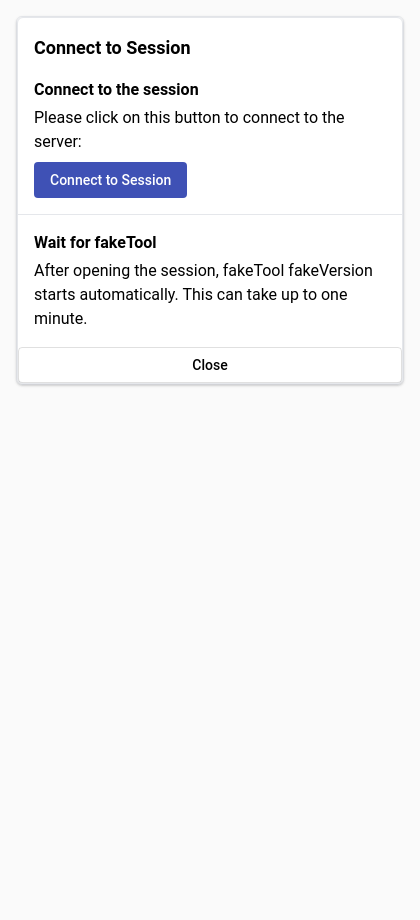 Connect to Session
Connect to the session
Please click on this button to connect to the
server:
Connect to Session
Wait for fakeTool
After opening the session, fakeTool fakeVersion
starts automatically. This can take up to one
minute.
Close